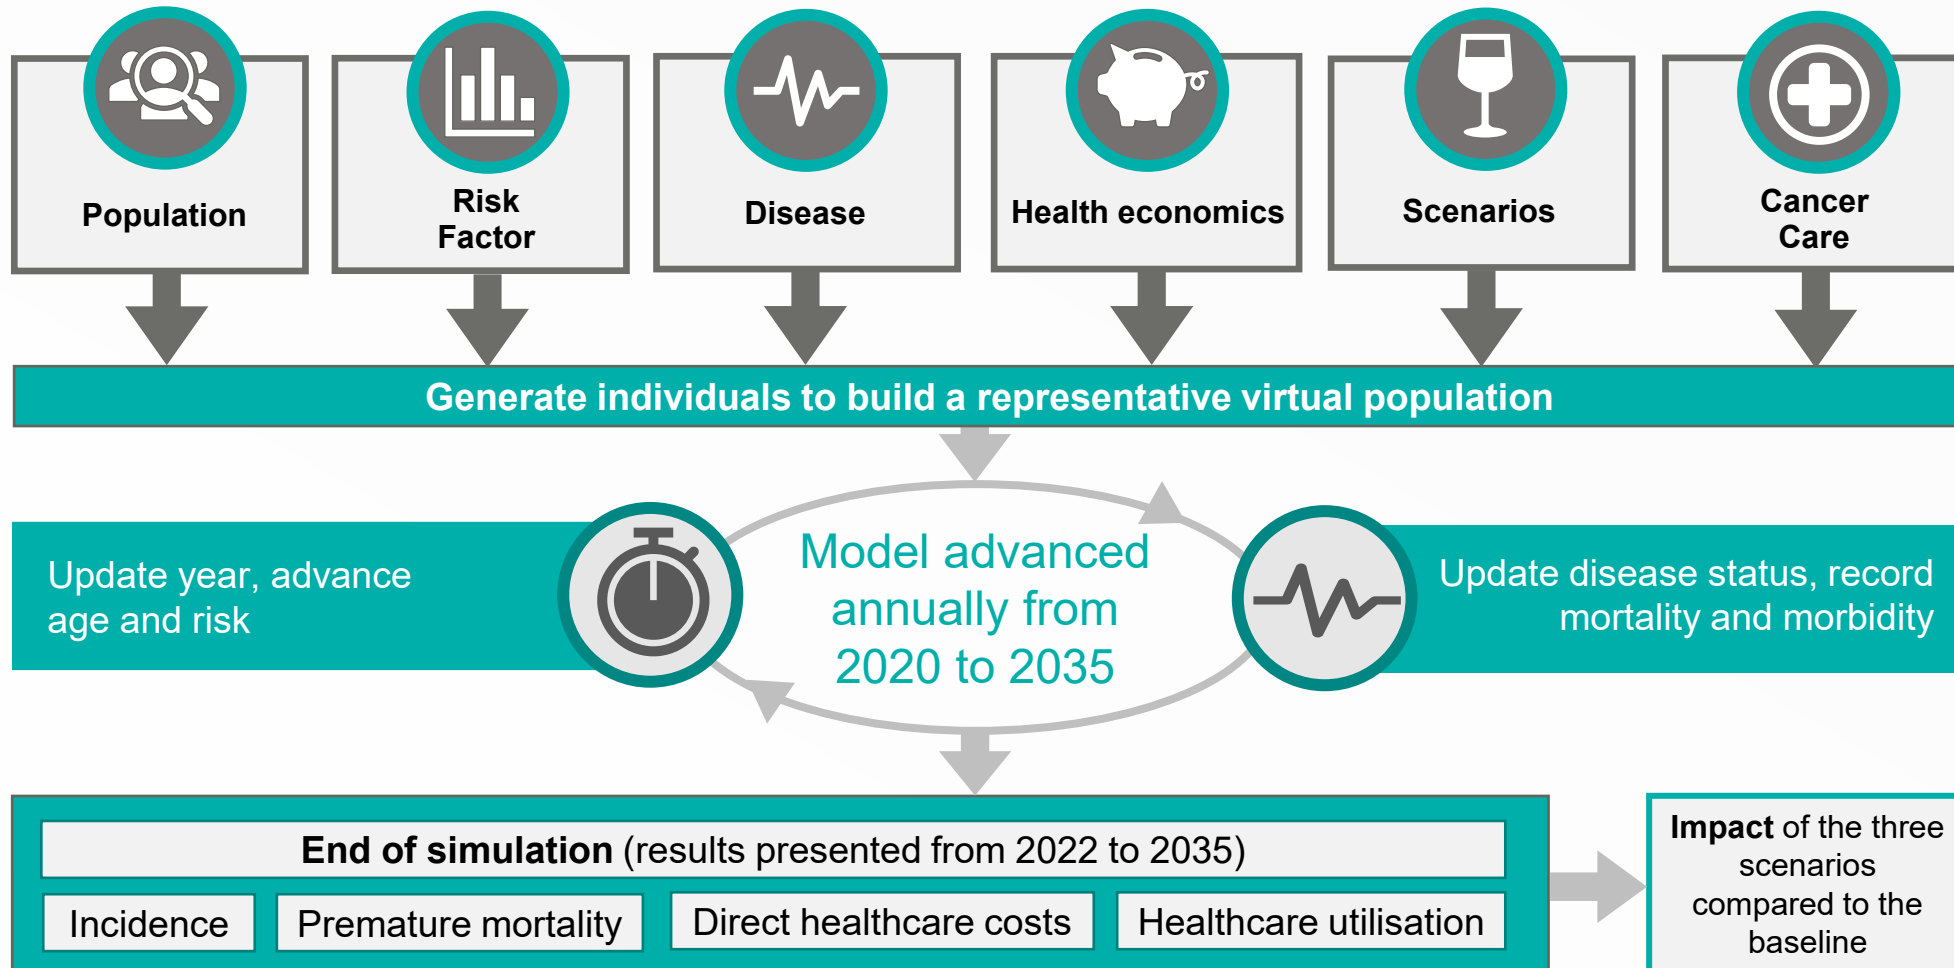 Population
Risk
Factor
Disease
Health economics
Scenarios
Cancer
Care
Generate individuals to build a representative virtual population
Update year, advance
age and risk
Model advanced
annually from
2020 to 2035
Update disease status, record
mortality and morbidity
End of simulation (results presented from 2022 to 2035)
Incidence
Premature mortality
Direct healthcare costs
Healthcare utilisation
Impact of the three
scenarios
compared to the
baseline